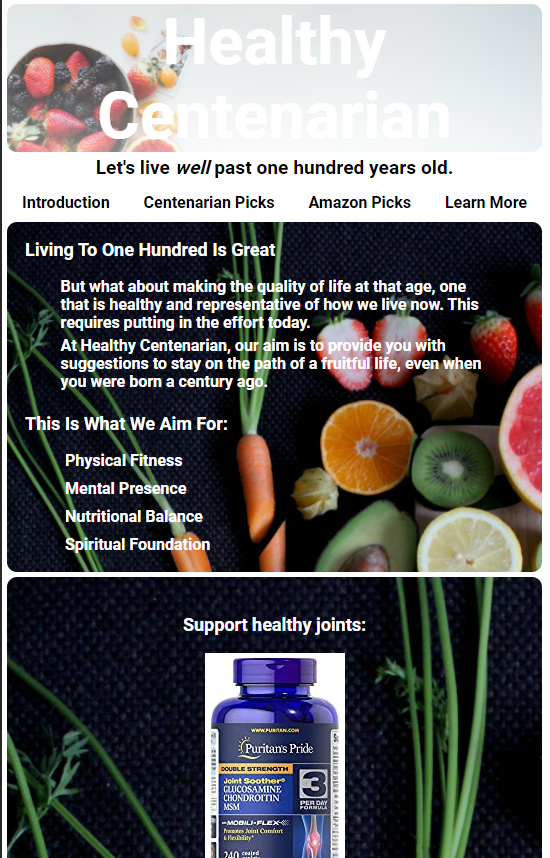 Healthy
Centenarian
Let's live well past one hundred years old.
Introduction Centenarian Picks Amazon Picks Learn More
Living To One Hundred Is Great
But what about making the quality of life at that age, one
that is healthy and representative of how we live now. This
requires putting in the effort today.
At Healthy Centenarian, our aim is to provide you with
suggestions to stay on the path of a fruitful life, even when
you were born a century ago.
This Is What We Aim For:
Physical Fitness
Mental Presence
Nutritional Balance
Spiritual Foundation
Support healthy joints:
WWW.PURITAN.COM
Puritan's Pride
DOUBLE STRENGTH
Joint Soother®
GLUCOSAMINE
CHONDROITIN
MSM
3
PER DAY
FORMULA
MOBILI-FLEX
Promotes Joint Comfort
& Flexibility*
240 coated